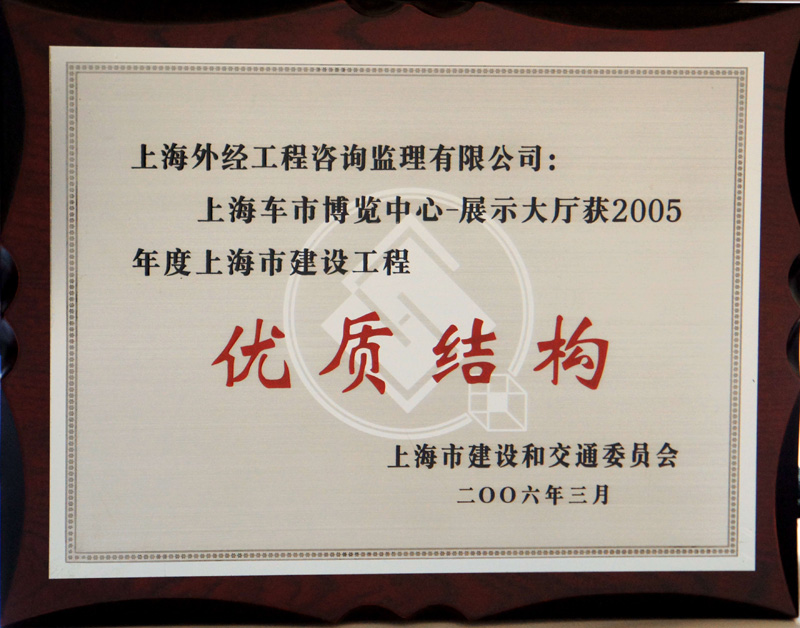 上海外经工程咨询监理有限公司：
上海车市博览中心-展示大厅获2005
年度上海市建设工程
优质结构
上海市建设和交通委员会
二OO六年三月